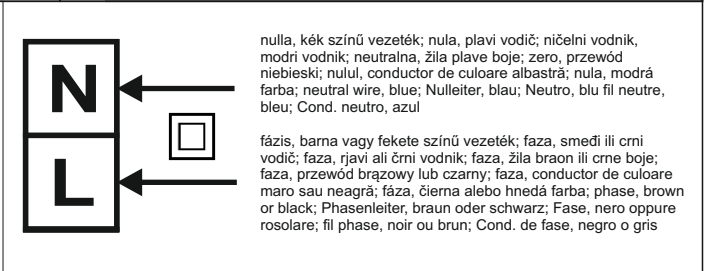 N
nulla, kék színű vezeték; nula, plavi vodič; ničelni vodnik,
modri vodnik; neutralna, žila plave boje; zero, przewód
niebieski; nulul, conductor de culoare albastră; nula, modrá
farba; neutral wire, blue; Nulleiter, blau; Neutro, blu fil neutre,
bleu; Cond. neutro, azul
L
fázis, barna vagy fekete színű vezeték; faza, smeđi ili crni
vodič; faza, rjavi ali črni vodnik; faza, žila braon ili crne boje;
faza, przewód brązowy lub czarny; faza, conductor de culoare
maro sau neagră; fáza, čierna alebo hnedá farba; phase, brown
or black; Phasenleiter, braun oder schwarz; Fase, nero oppure
rosolare; fil phase, noir ou brun; Cond. de fase, negro o gris